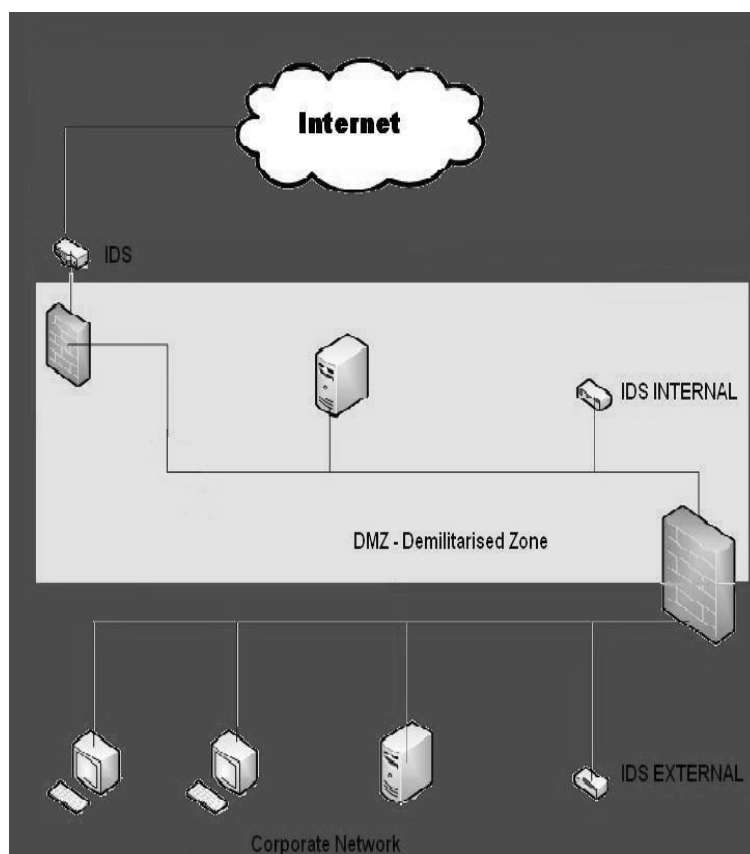 Internet
IDS
IDS INTERNAL
DMZ - Demilitarised Zone
IDS EXTERNAL
Corporate Network